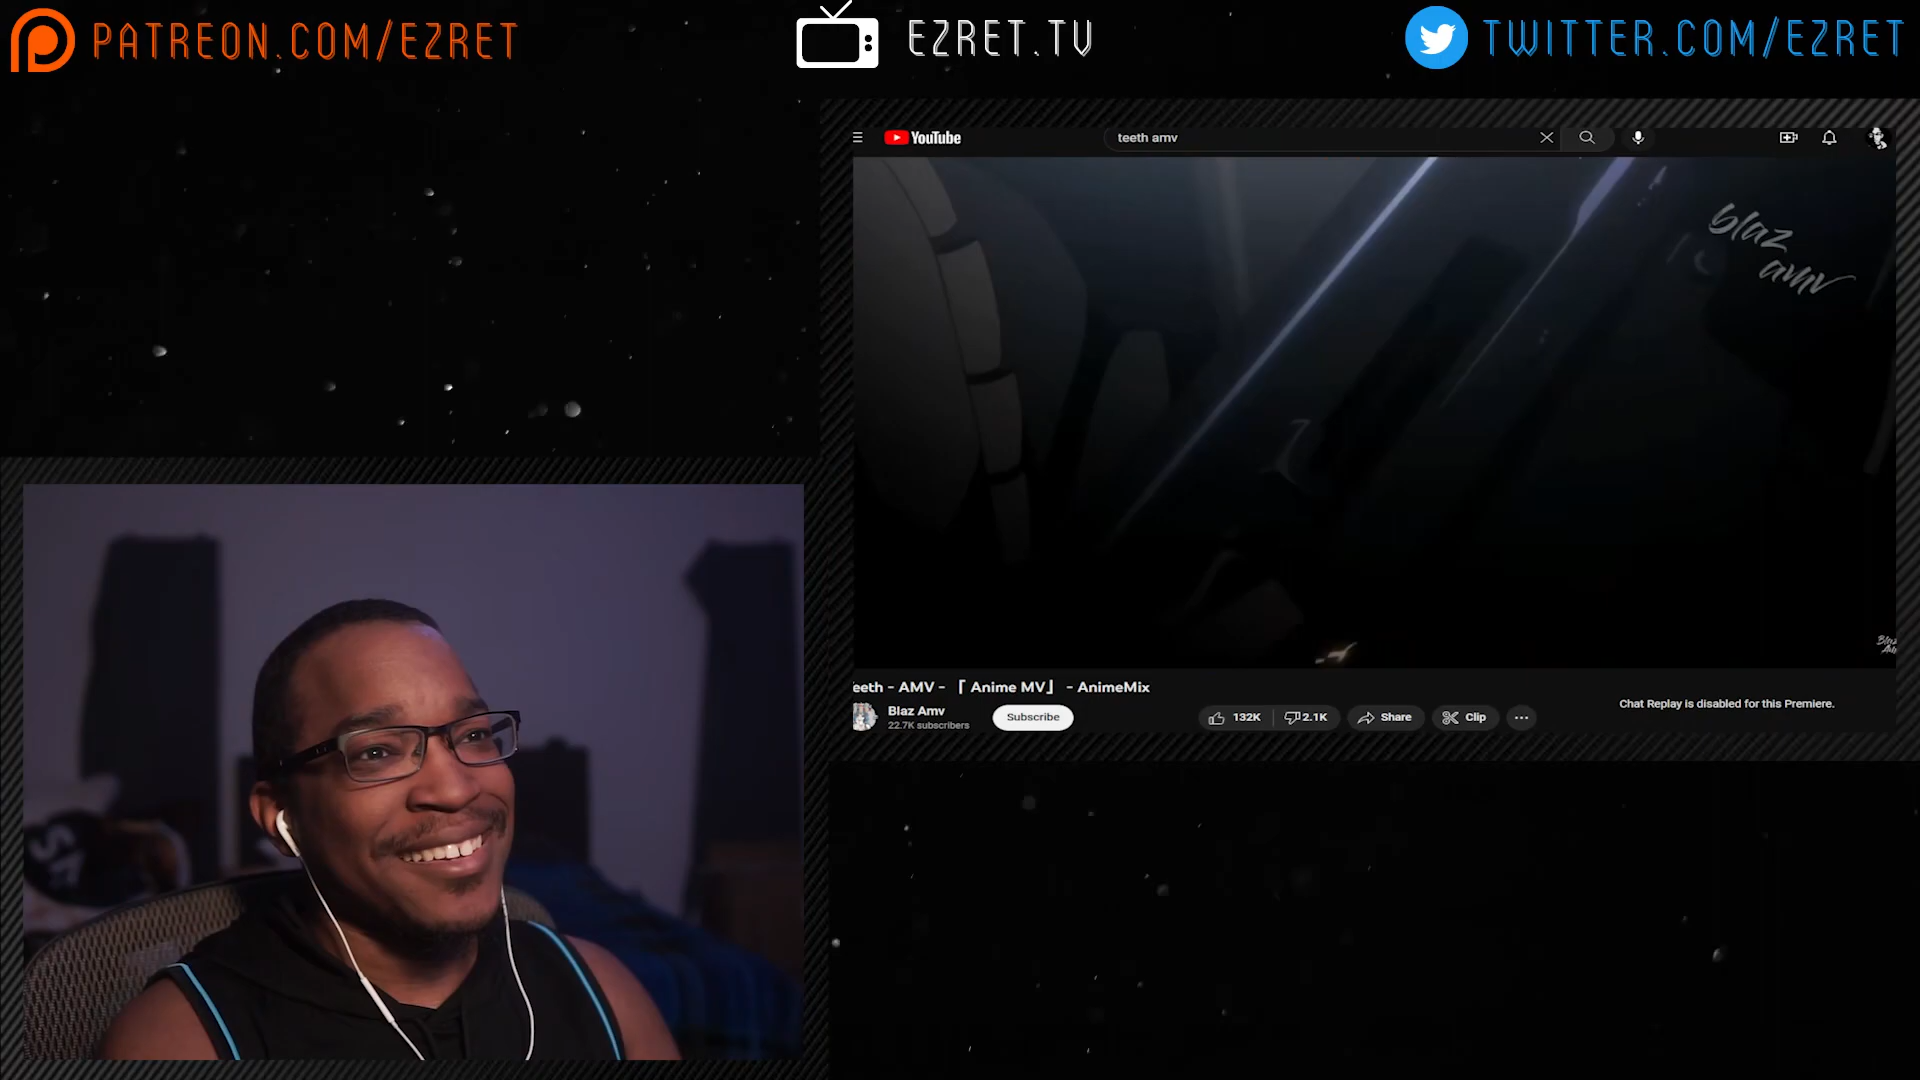 PATREON.COM/EZRET
EZRET.TV
TWITTER.COM/EZRET
YouTube
teeth amv
blaz
amv
Blaz
eeth - AMV - 「 Anime MV」 - AnimeMix
Blaz Amv
22.7K subscribers
Subscribe
132K
2.1K
Share
Clip
Chat Replay is disabled for this Premiere.